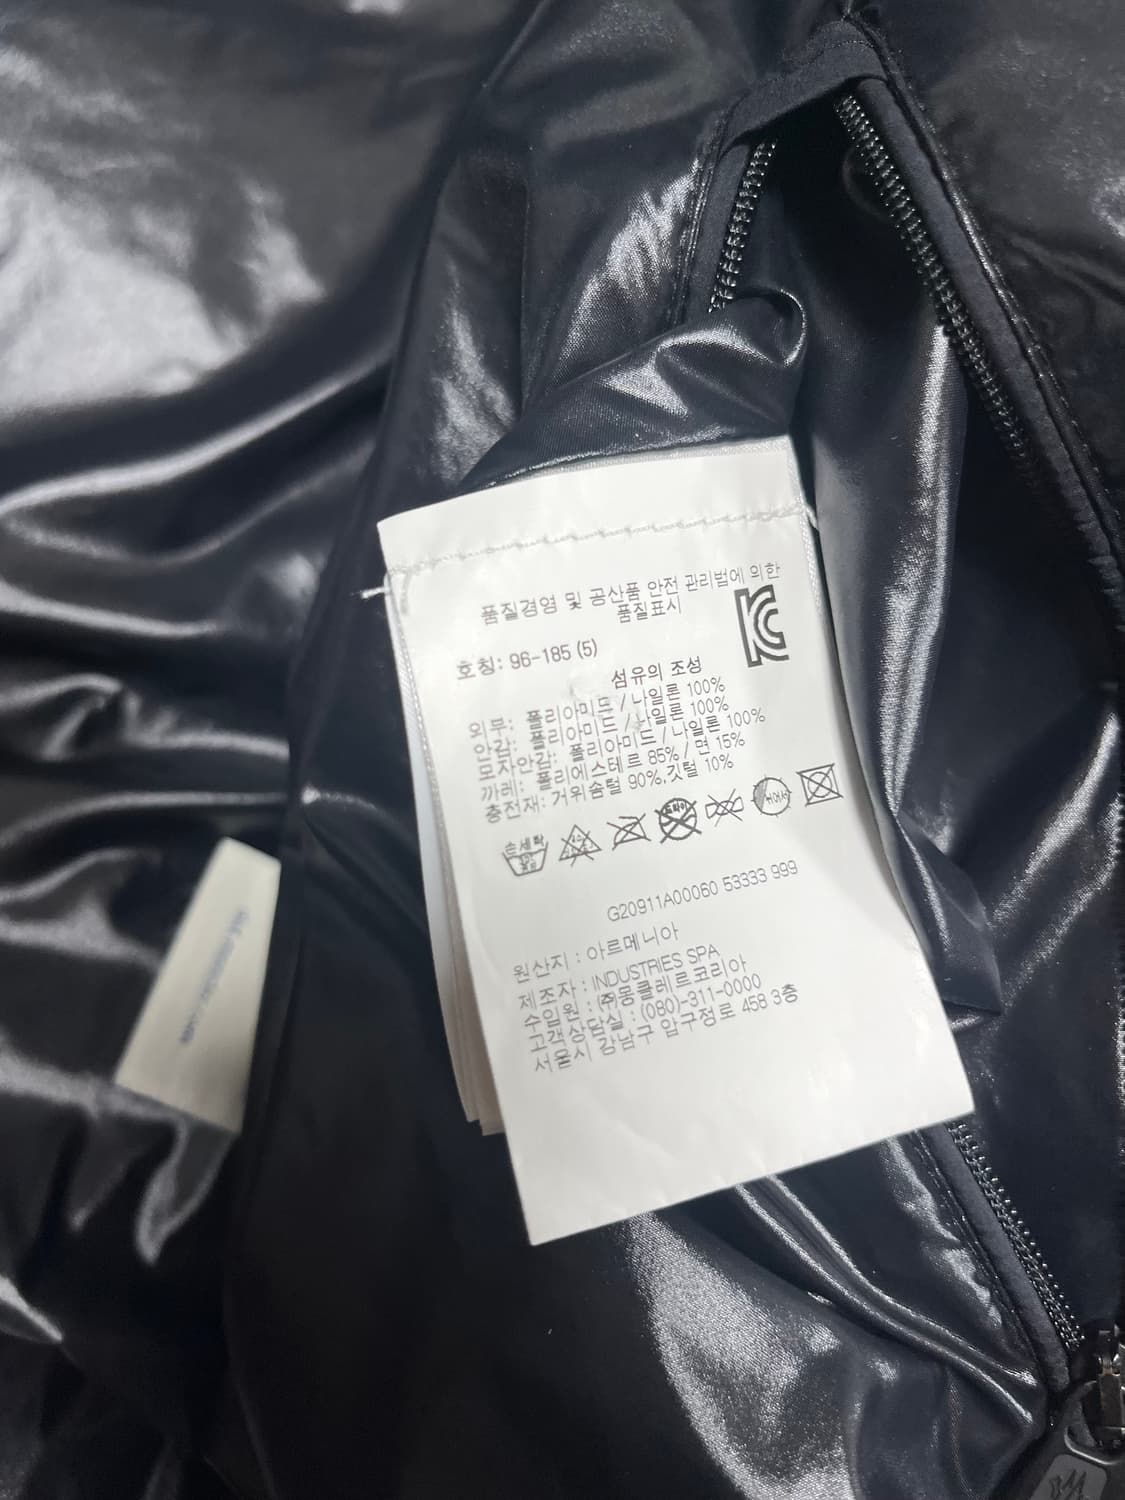 품질경영 및 공산품 안전 관리법에 의한
품질표시
호칭: 96-185 (5)
섬유의 조성
외부: 폴리아미드 / 나일론 100%
안감: 폴리아미드 / 나일론 100%
모자안감: 폴리아미드 / 나일론 100%
까레: 폴리에스테르 85% / 면 15%
충전재: 거위솜털 90%,깃털 10%
손세탁
드라이
G20911A00060 53333 999
원산지 : 아르메니아
제조자 : INDUSTRIES SPA
수입원 : (주)몽클레르코리아
고객상담실 : (080)-311-0000
서울시 강남구 압구정로 458 3층